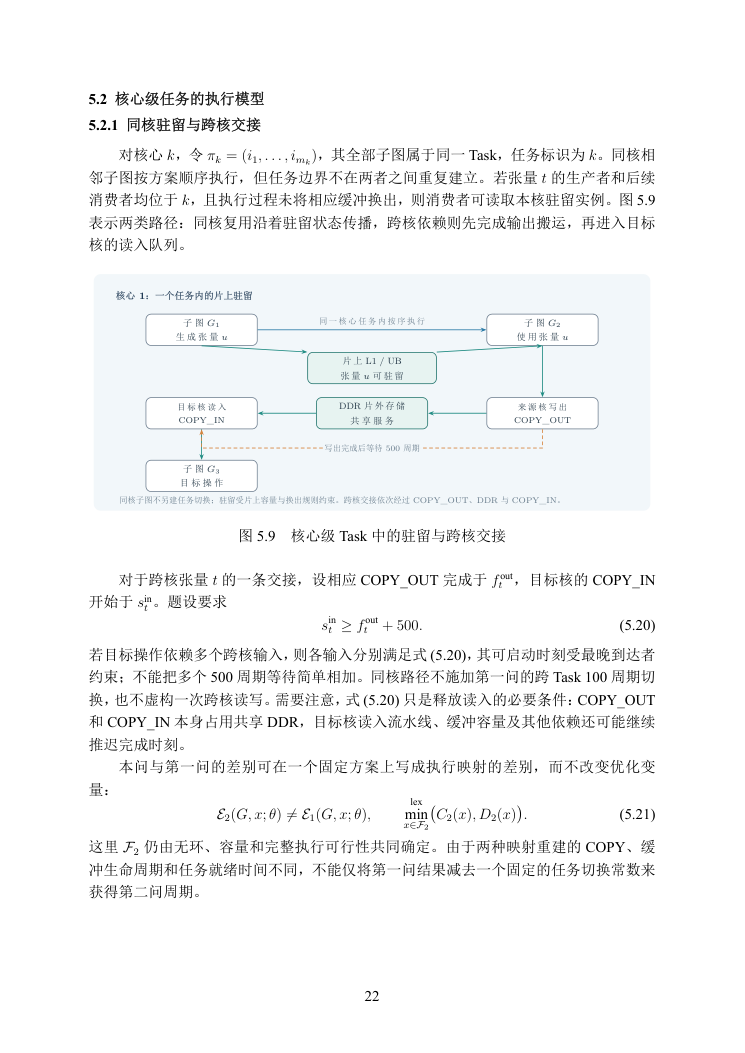 5.2 核心级任务的执行模型
5.2.1 同核驻留与跨核交接
对核心 k，令 π_k = (i_1, . . . , i_{m_k})，其全部子图属于同一 Task，任务标识为 k。同核相
邻子图按方案顺序执行，但任务边界不在两者之间重复建立。若张量 t 的生产者和后续
消费者均位于 k，且执行过程未将相应缓冲换出，则消费者可读取本核驻留实例。图 5.9
表示两类路径：同核复用沿着驻留状态传播，跨核依赖则先完成输出搬运，再进入目标
核的读入队列。
核心 1：一个任务内的片上驻留
子图 G_1
生成张量 u
同一核心任务内按序执行
子图 G_2
使用张量 u
片上 L1 / UB
张量 u 可驻留
目标核读入
COPY_IN
DDR 片外存储
共享服务
来源核写出
COPY_OUT
写出完成后等待 500 周期
子图 G_3
目标操作
同核子图不另建任务切换；驻留受片上容量与换出规则约束。跨核交接依次经过 COPY_OUT、DDR 与 COPY_IN。
图 5.9 核心级 Task 中的驻留与跨核交接
对于跨核张量 t 的一条交接，设相应 COPY_OUT 完成于 f_t^{out}，目标核的 COPY_IN
开始于 s_t^{in}。题设要求
s_t^{in} ≥ f_t^{out} + 500. (5.20)
若目标操作依赖多个跨核输入，则各输入分别满足式 (5.20)，其可启动时刻受最晚到达者
约束；不能把多个 500 周期等待简单相加。同核路径不施加第一问的跨 Task 100 周期切
换，也不虚构一次跨核读写。需要注意，式 (5.20) 只是释放读入的必要条件：COPY_OUT
和 COPY_IN 本身占用共享 DDR，目标核读入流水线、缓冲容量及其他依赖还可能继续
推迟完成时刻。
本问与第一问的差别可在一个固定方案上写成执行映射的差别，而不改变优化变
量：
ℰ_2(G, x; θ) ≠ ℰ_1(G, x; θ), min^{lex}_{x∈ℱ_2} (C_2(x), D_2(x)). (5.21)
这里 ℱ_2 仍由无环、容量和完整执行可行性共同确定。由于两种映射重建的 COPY、缓
冲生命周期和任务就绪时间不同，不能仅将第一问结果减去一个固定的任务切换常数来
获得第二问周期。
22